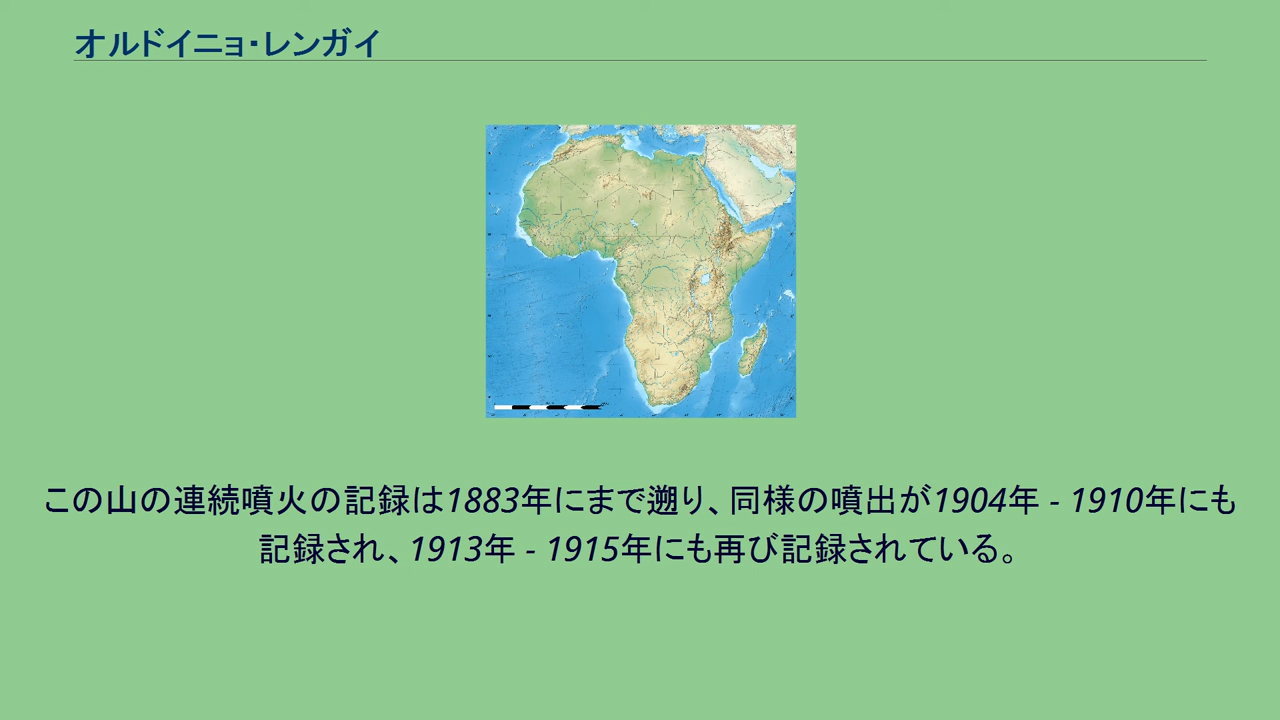 オルドイニョ・レンガイ
この山の連続噴火の記録は1883年にまで遡り、同様の噴出が1904年 - 1910年にも
記録され、1913年 - 1915年にも再び記録されている。